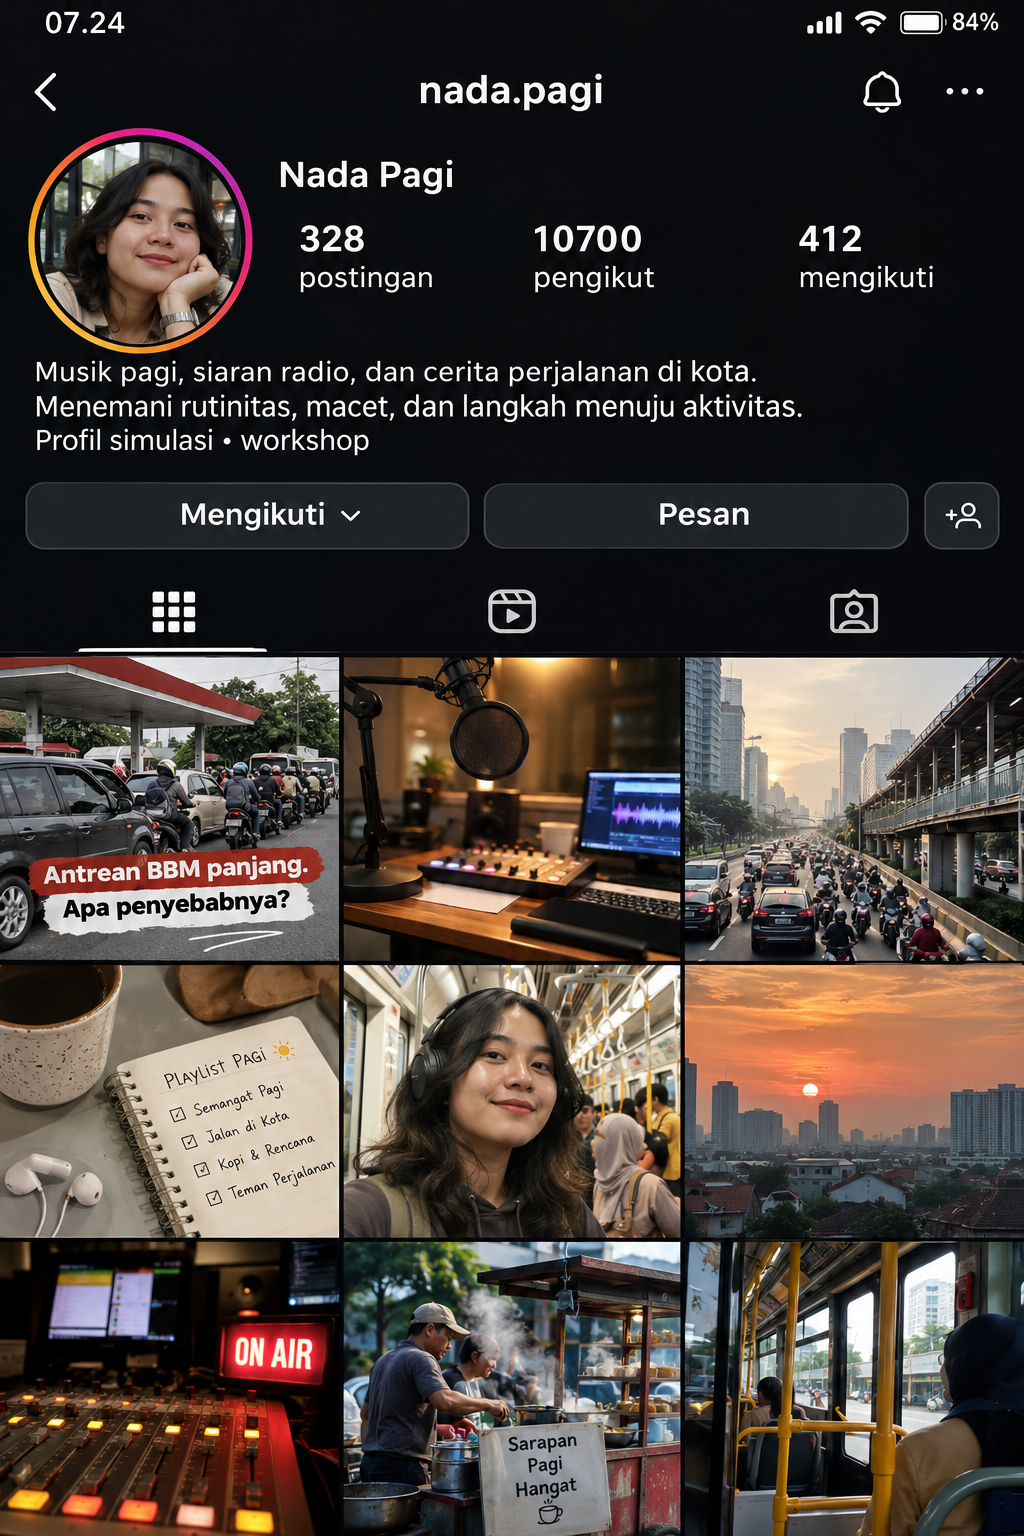 07.24
84%
nada.pagi
Nada Pagi
328
postingan
10700
pengikut
412
mengikuti
Musik pagi, siaran radio, dan cerita perjalanan di kota.
Menemani rutinitas, macet, dan langkah menuju aktivitas.
Profil simulasi • workshop
Mengikuti
Pesan
Antrean BBM panjang.
Apa penyebabnya?
PLAYLIST PAGI
Semangat Pagi
Jalan di Kota
Kopi & Rencana
Teman Perjalanan
ON AIR
Sarapan
Pagi
Hangat